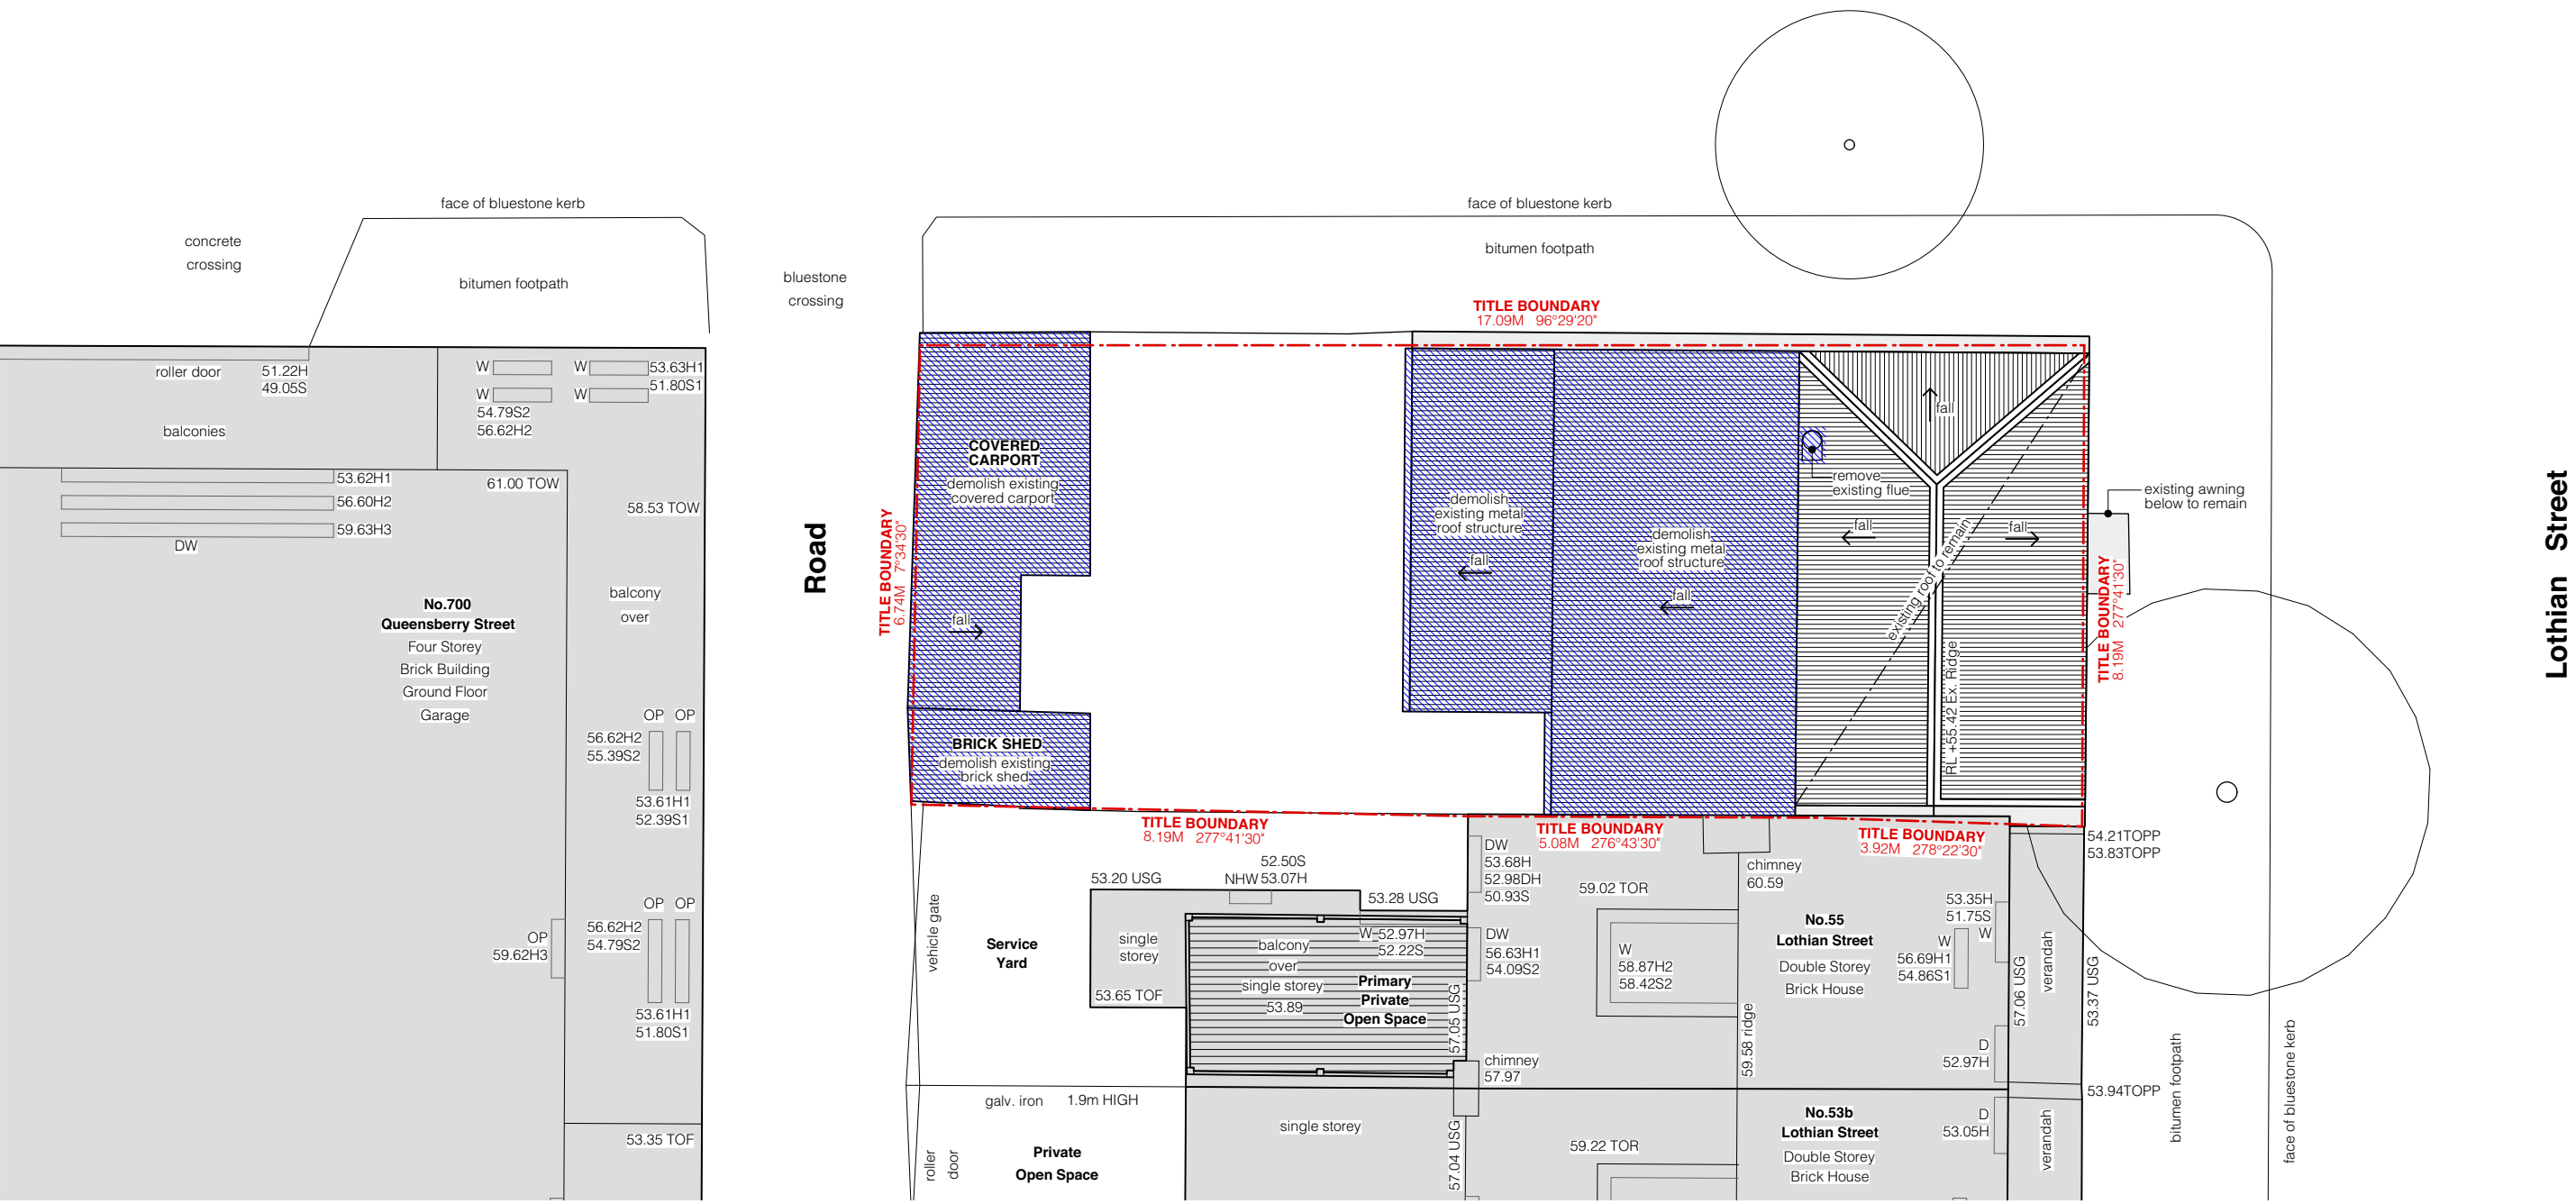 face of bluestone kerb
concrete
crossing
bitumen footpath
bluestone
crossing
face of bluestone kerb
bitumen footpath
TITLE BOUNDARY
17.09M 96°29'20"
roller door
51.22H
49.05S
balconies
W
W
53.63H1
W
W
51.80S1
54.79S2
56.62H2
53.62H1
56.60H2
59.63H3
DW
61.00 TOW
58.53 TOW
No.700
Queensberry Street
Four Storey
Brick Building
Ground Floor
Garage
balcony
over
OP OP
56.62H2
55.39S2
53.61H1
52.39S1
OP OP
56.62H2
54.79S2
OP
59.62H3
53.61H1
51.80S1
53.35 TOF
Road
TITLE BOUNDARY
6.74M 7°34'30"
COVERED
CARPORT
demolish existing
covered carport
fall
BRICK SHED
demolish existing
brick shed
demolish
existing metal
roof structure
fall
demolish
existing metal
roof structure
fall
remove
existing flue
fall
fall
fall
existing roof to remain
RL +55.42 Ex. Ridge
existing awning
below to remain
TITLE BOUNDARY
8.19M 277°41'30"
Lothian Street
TITLE BOUNDARY
8.19M 277°41'30"
TITLE BOUNDARY
5.08M 276°43'30"
TITLE BOUNDARY
3.92M 278°22'30"
54.21TOPP
53.83TOPP
vehicle gate
Service
Yard
53.20 USG
52.50S
NHW 53.07H
53.28 USG
single
storey
53.65 TOF
balcony
over
single storey
53.89
W 52.97H
52.22S
Primary
Private
Open Space
57.05 USG
DW
53.68H
52.98DH
50.93S
DW
56.63H1
54.09S2
chimney
57.97
59.02 TOR
W
58.87H2
58.42S2
chimney
60.59
59.58 ridge
No.55
Lothian Street
Double Storey
Brick House
53.35H
51.75S
W
W
56.69H1
54.86S1
D
52.97H
57.06 USG
verandah
53.37 USG
53.94TOPP
bitumen footpath
face of bluestone kerb
galv. iron 1.9m HIGH
roller
door
Private
Open Space
single storey
57.04 USG
59.22 TOR
No.53b
Lothian Street
Double Storey
Brick House
D
53.05H
verandah